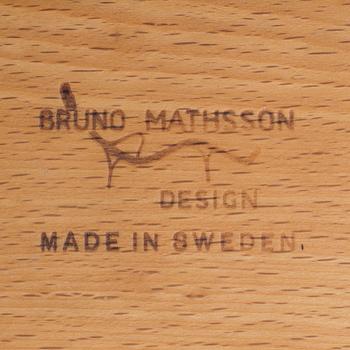 BRUNO MATHSSON
DESIGN
MADE IN SWEDEN.